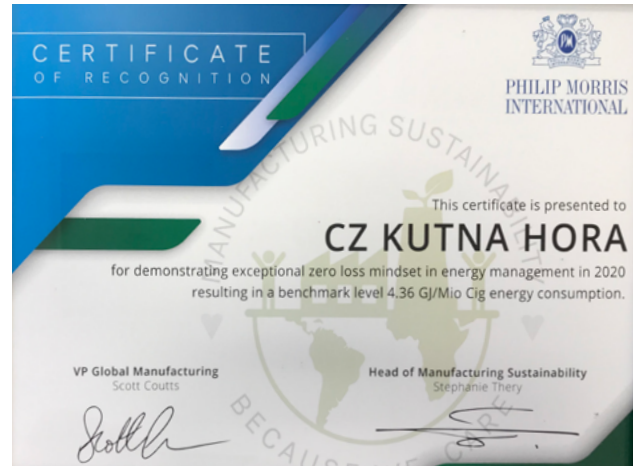 CERTIFICATE
OF RECOGNITION
PM
PHILIP MORRIS
INTERNATIONAL
MANUFACTURING SUSTAINABILITY
This certificate is presented to
CZ KUTNA HORA
for demonstrating exceptional zero loss mindset in energy management in 2020
resulting in a benchmark level 4.36 GJ/Mio Cig energy consumption.
VP Global Manufacturing
Scott Coutts
Head of Manufacturing Sustainability
Stephanie Thery
BECAUSE WE CARE